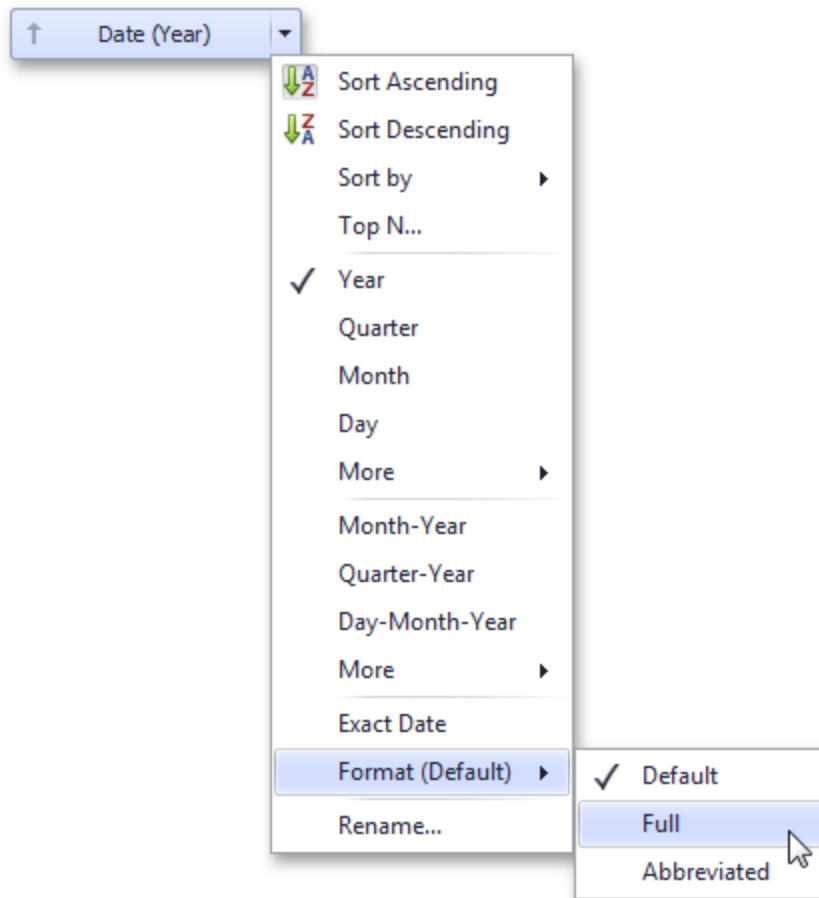 Date (Year)
Sort Ascending
Sort Descending
Sort by
Top N...
Year
Quarter
Month
Day
More
Month-Year
Quarter-Year
Day-Month-Year
More
Exact Date
Format (Default)
Default
Full
Rename...
Abbreviated